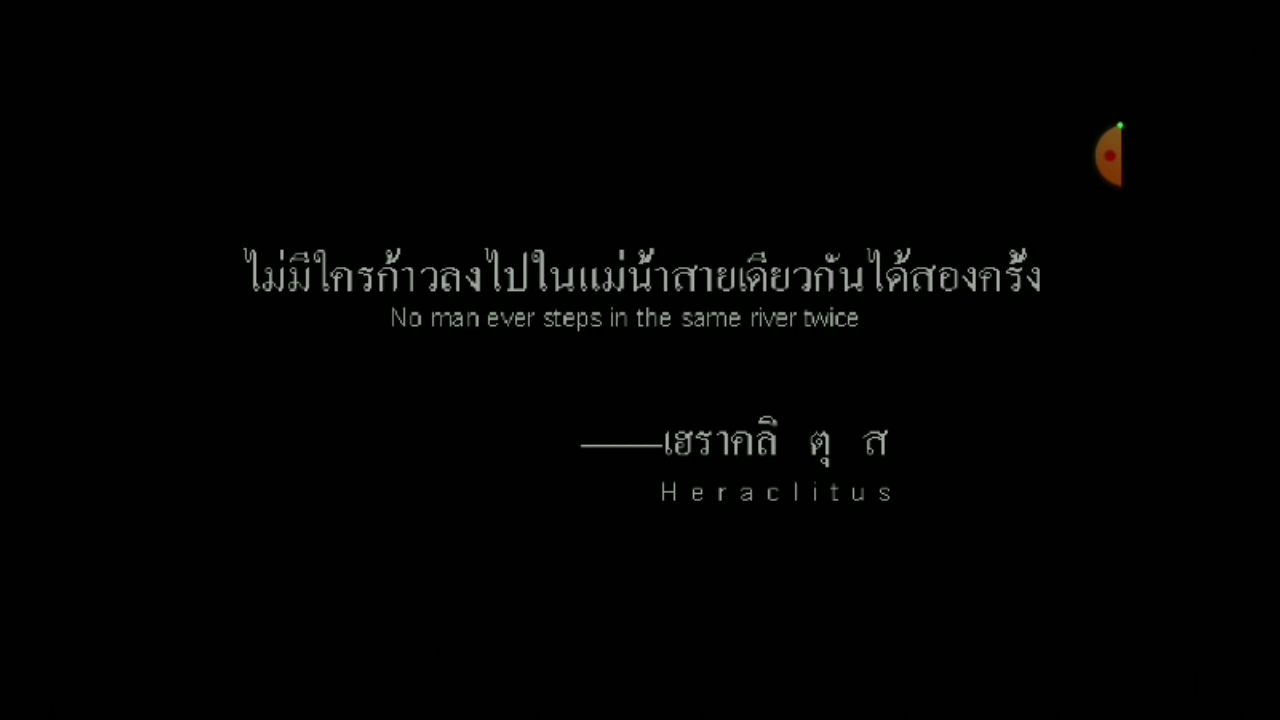 ไม่มีใครก้าวลงไปในแม่น้ำสายเดียวกันได้สองครั้ง
No man ever steps in the same river twice
——เฮราคลิ ตุ ส
Heraclitus